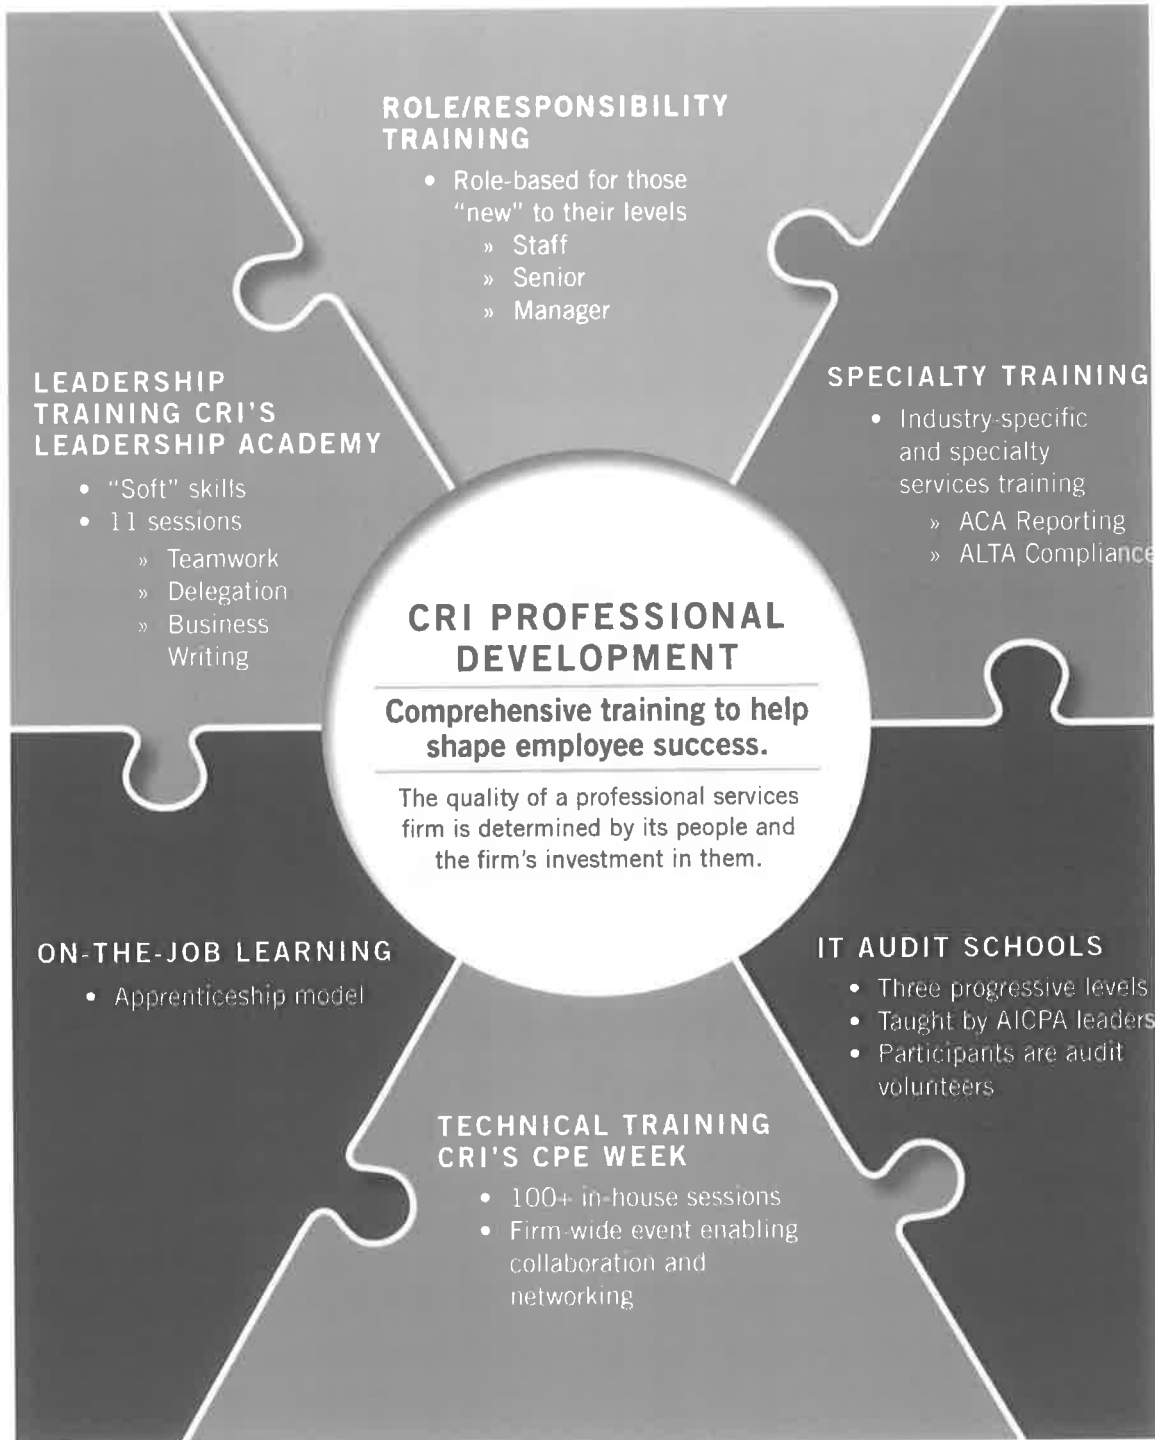 ROLE/RESPONSIBILITY
TRAINING
• Role-based for those
"new" to their levels
» Staff
» Senior
» Manager
LEADERSHIP
TRAINING CRI'S
LEADERSHIP ACADEMY
• "Soft" skills
• 11 sessions
» Teamwork
» Delegation
» Business
Writing
SPECIALTY TRAINING
• Industry-specific
and specialty
services training
» ACA Reporting
» ALTA Compliance
CRI PROFESSIONAL
DEVELOPMENT
Comprehensive training to help
shape employee success.
The quality of a professional services
firm is determined by its people and
the firm's investment in them.
ON-THE-JOB LEARNING
• Apprenticeship model
IT AUDIT SCHOOLS
• Three progressive levels
• Taught by AICPA leaders
• Participants are audit
volunteers
TECHNICAL TRAINING
CRI'S CPE WEEK
• 100+ in-house sessions
• Firm-wide event enabling
collaboration and
networking